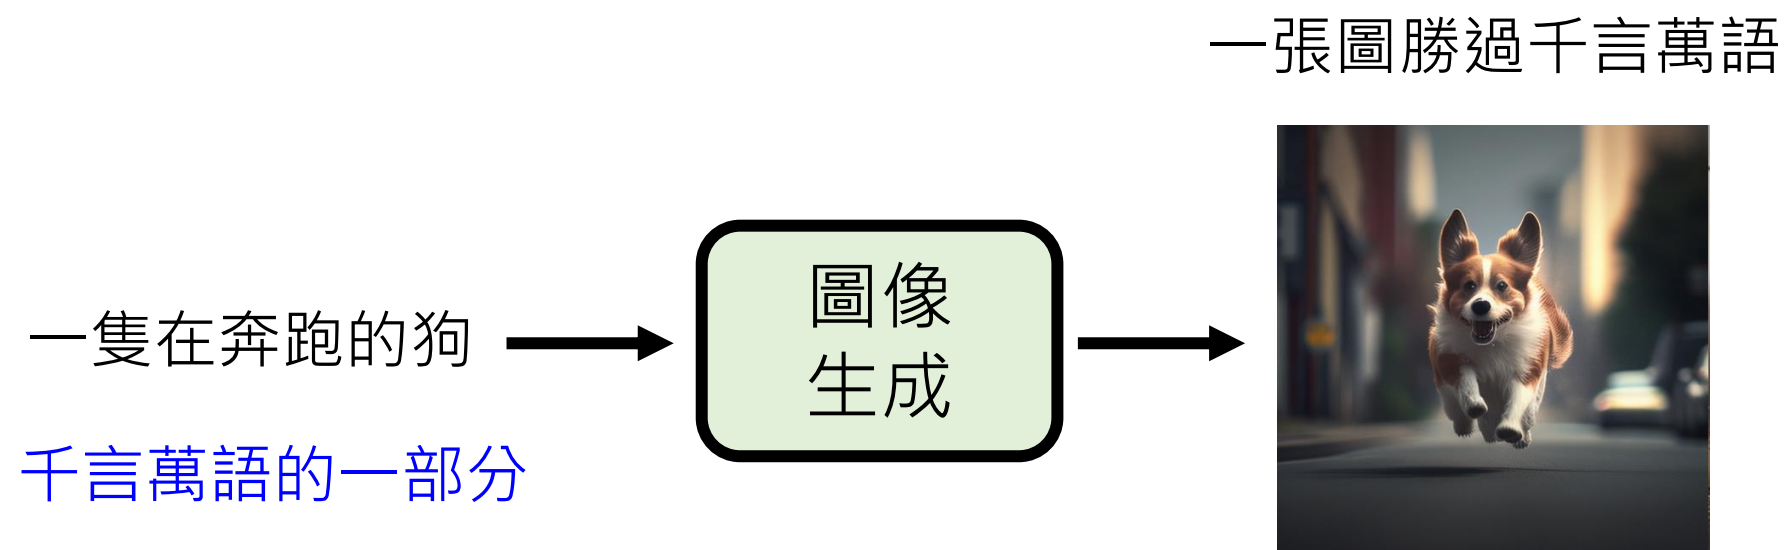 一張圖勝過千言萬語
一隻在奔跑的狗
圖像
生成
千言萬語的一部分